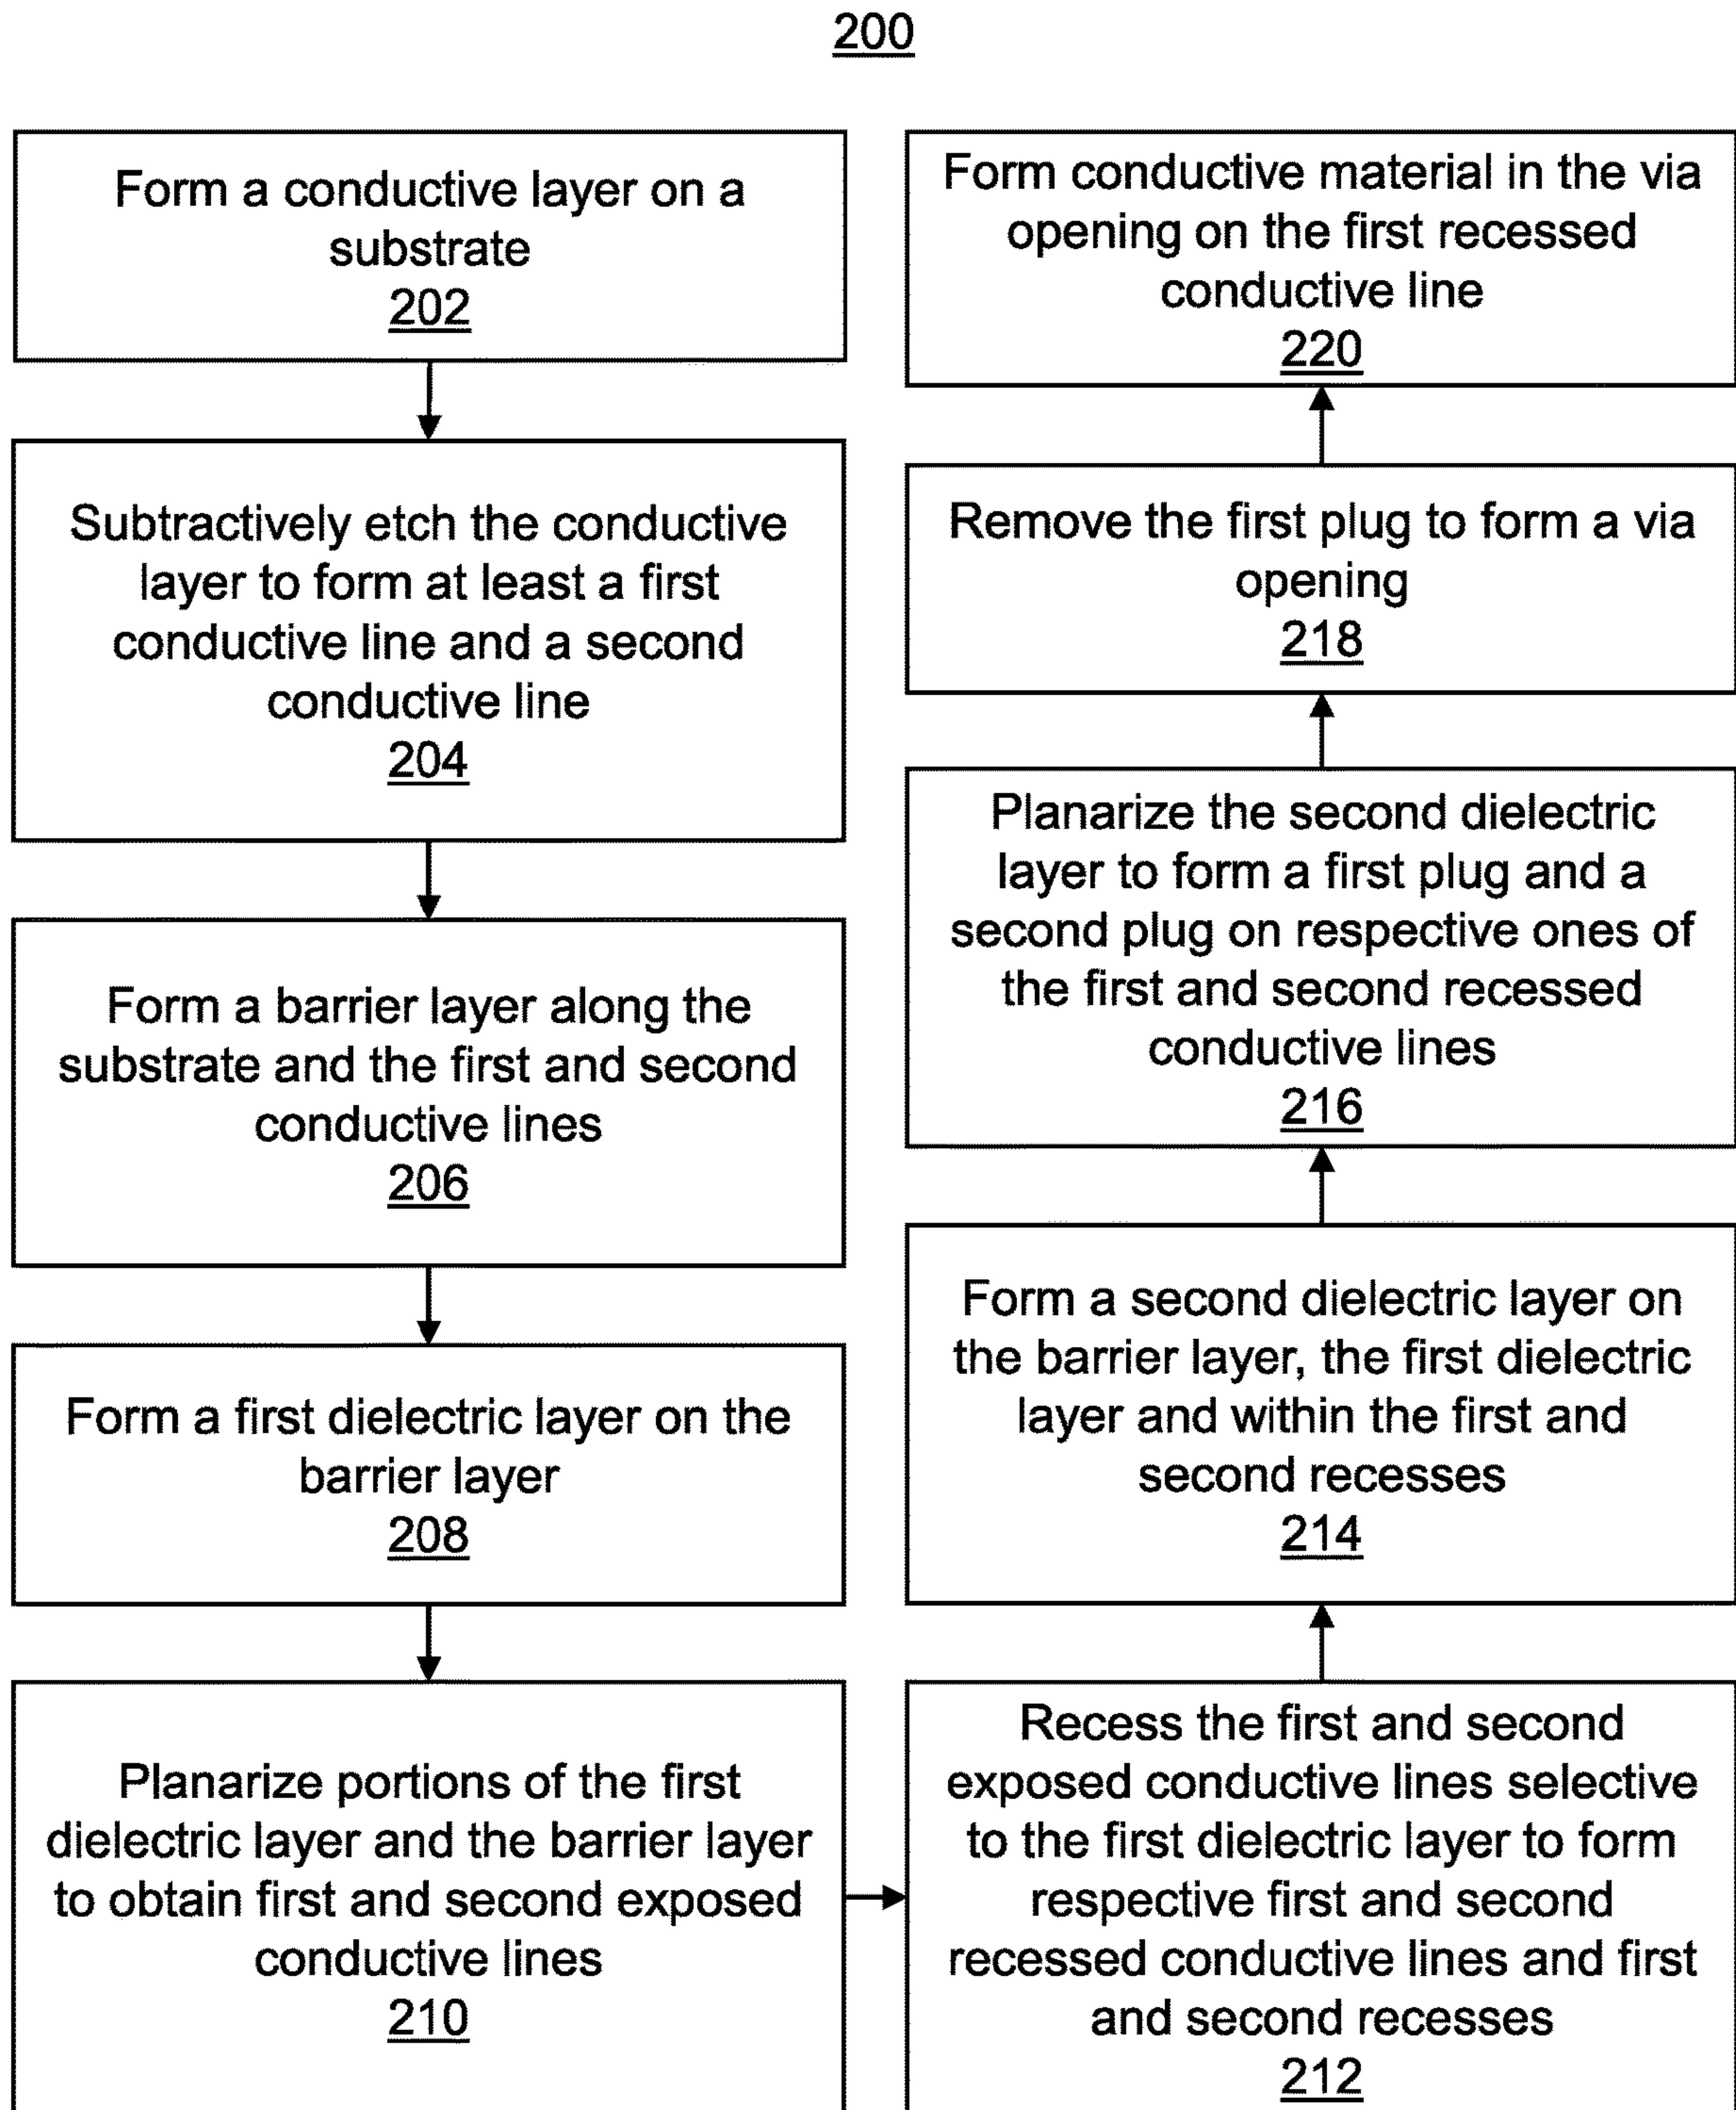 200
Form a conductive layer on a
substrate
202
Subtractively etch the conductive
layer to form at least a first
conductive line and a second
conductive line
204
Form a barrier layer along the
substrate and the first and second
conductive lines
206
Form a first dielectric layer on the
barrier layer
208
Planarize portions of the first
dielectric layer and the barrier layer
to obtain first and second exposed
conductive lines
210
Recess the first and second
exposed conductive lines selective
to the first dielectric layer to form
respective first and second
recessed conductive lines and first
and second recesses
212
Form a second dielectric layer on
the barrier layer, the first dielectric
layer and within the first and
second recesses
214
Planarize the second dielectric
layer to form a first plug and a
second plug on respective ones of
the first and second recessed
conductive lines
216
Remove the first plug to form a via
opening
218
Form conductive material in the via
opening on the first recessed
conductive line
220